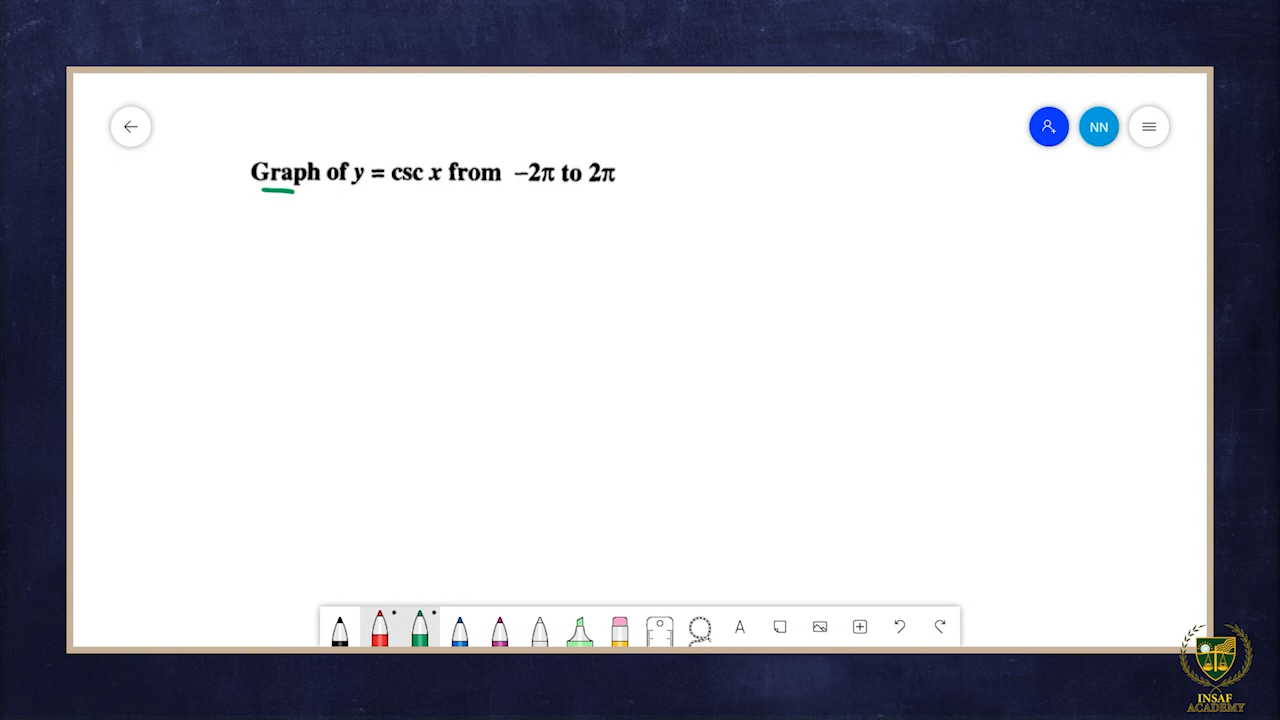 NN
Graph of y = csc x from −2π to 2π
A
INSAF
ACADEMY